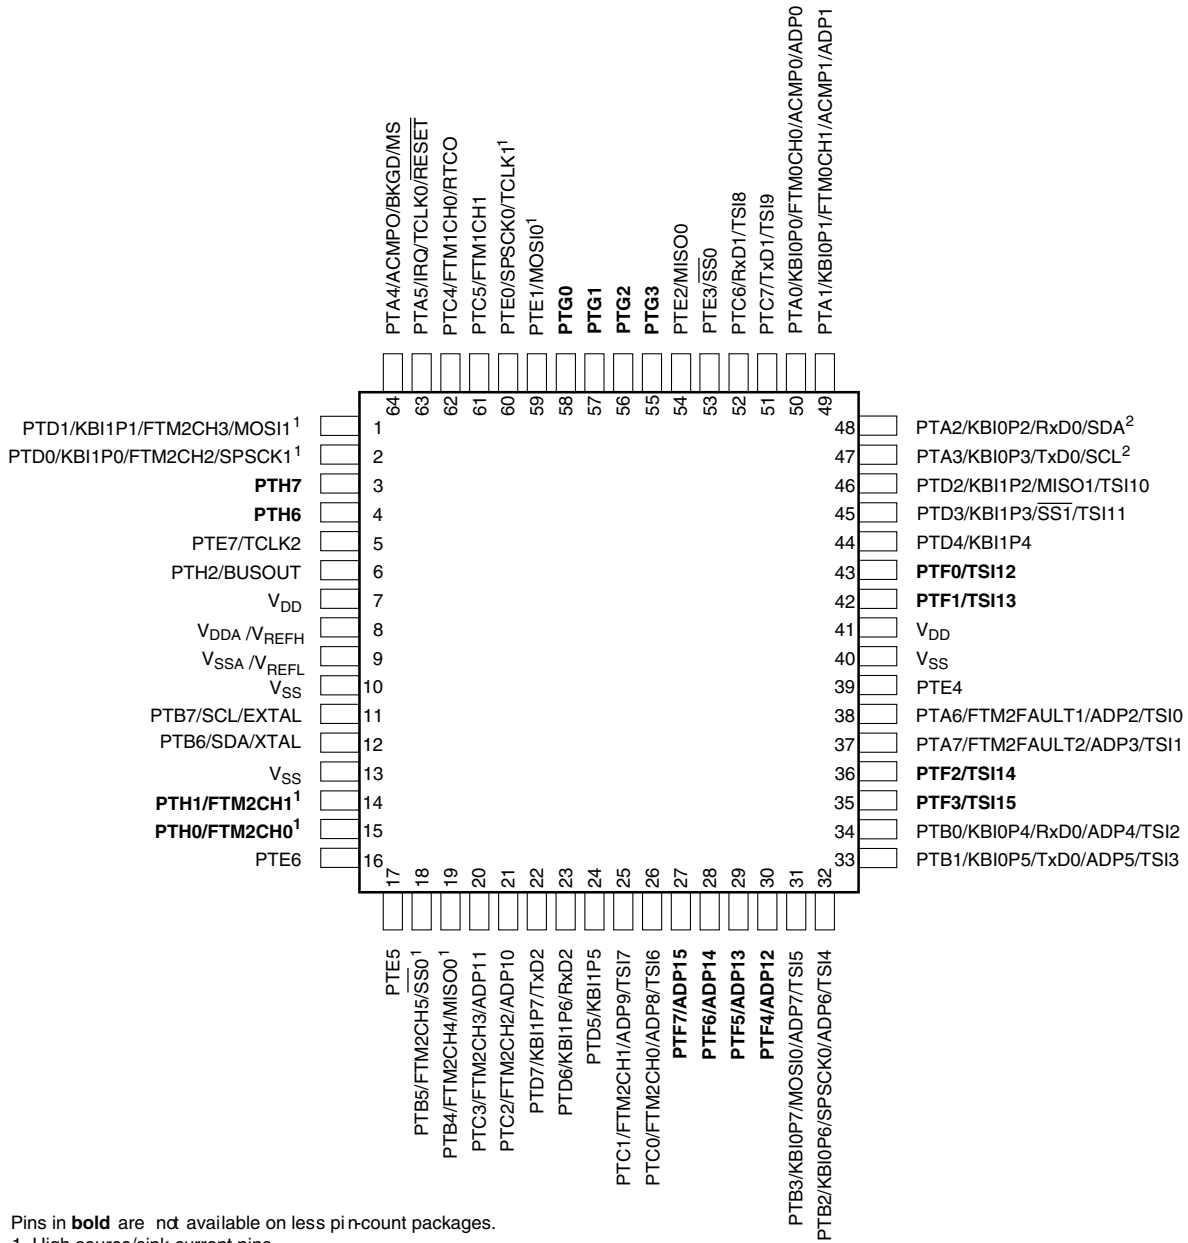 PTA4/ACMPO/BKGD/MS
PTA5/IRQ/TCLK0/RESET
PTC4/FTM1CH0/RTCO
PTC5/FTM1CH1
PTE0/SPSCK0/TCLK1¹
PTE1/MOSI0¹
PTG0
PTG1
PTG2
PTG3
PTE2/MISO0
PTE3/SS0
PTC6/RxD1/TSI8
PTC7/TxD1/TSI9
PTA0/KBI0P0/FTM0CH0/ACMP0/ADP0
PTA1/KBI0P1/FTM0CH1/ACMP1/ADP1
64 63 62 61 60 59 58 57 56 55 54 53 52 51 50 49
PTD1/KBI1P1/FTM2CH3/MOSI1¹ 1
PTD0/KBI1P0/FTM2CH2/SPSCK1¹ 2
PTH7 3
PTH6 4
PTE7/TCLK2 5
PTH2/BUSOUT 6
VDD 7
VDDA /VREFH 8
VSSA /VREFL 9
VSS 10
PTB7/SCL/EXTAL 11
PTB6/SDA/XTAL 12
VSS 13
PTH1/FTM2CH1¹ 14
PTH0/FTM2CH0¹ 15
PTE6 16
48 PTA2/KBI0P2/RxD0/SDA²
47 PTA3/KBI0P3/TxD0/SCL²
46 PTD2/KBI1P2/MISO1/TSI10
45 PTD3/KBI1P3/SS1/TSI11
44 PTD4/KBI1P4
43 PTF0/TSI12
42 PTF1/TSI13
41 VDD
40 VSS
39 PTE4
38 PTA6/FTM2FAULT1/ADP2/TSI0
37 PTA7/FTM2FAULT2/ADP3/TSI1
36 PTF2/TSI14
35 PTF3/TSI15
34 PTB0/KBI0P4/RxD0/ADP4/TSI2
33 PTB1/KBI0P5/TxD0/ADP5/TSI3
17 18 19 20 21 22 23 24 25 26 27 28 29 30 31 32
PTE5
PTB5/FTM2CH5/SS0¹
PTB4/FTM2CH4/MISO0¹
PTC3/FTM2CH3/ADP11
PTC2/FTM2CH2/ADP10
PTD7/KBI1P7/TxD2
PTD6/KBI1P6/RxD2
PTD5/KBI1P5
PTC1/FTM2CH1/ADP9/TSI7
PTC0/FTM2CH0/ADP8/TSI6
PTF7/ADP15
PTF6/ADP14
PTF5/ADP13
PTF4/ADP12
PTB3/KBI0P7/MOSI0/ADP7/TSI5
PTB2/KBI0P6/SPSCK0/ADP6/TSI4
Pins in bold are not available on less pin-count packages.
1. High source/sink current pins